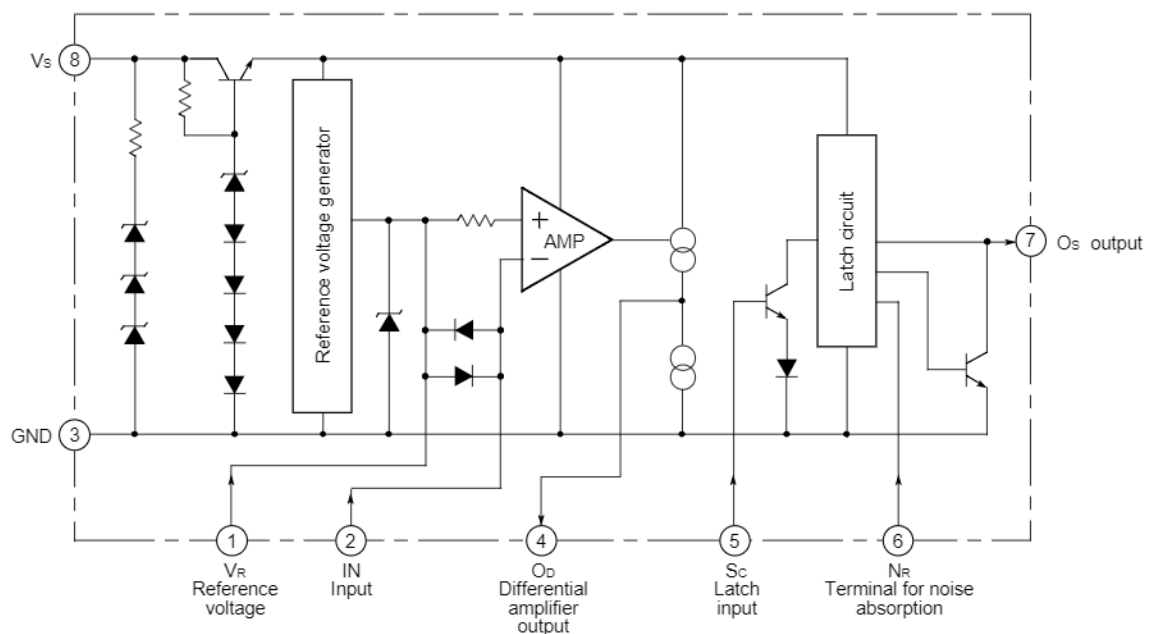 Vs 8
Reference voltage generator
+
AMP
−
Latch circuit
7 Os output
GND 3
1
VR
Reference
voltage
2
IN
Input
4
OD
Differential
amplifier
output
5
Sc
Latch
input
6
NR
Terminal for noise
absorption